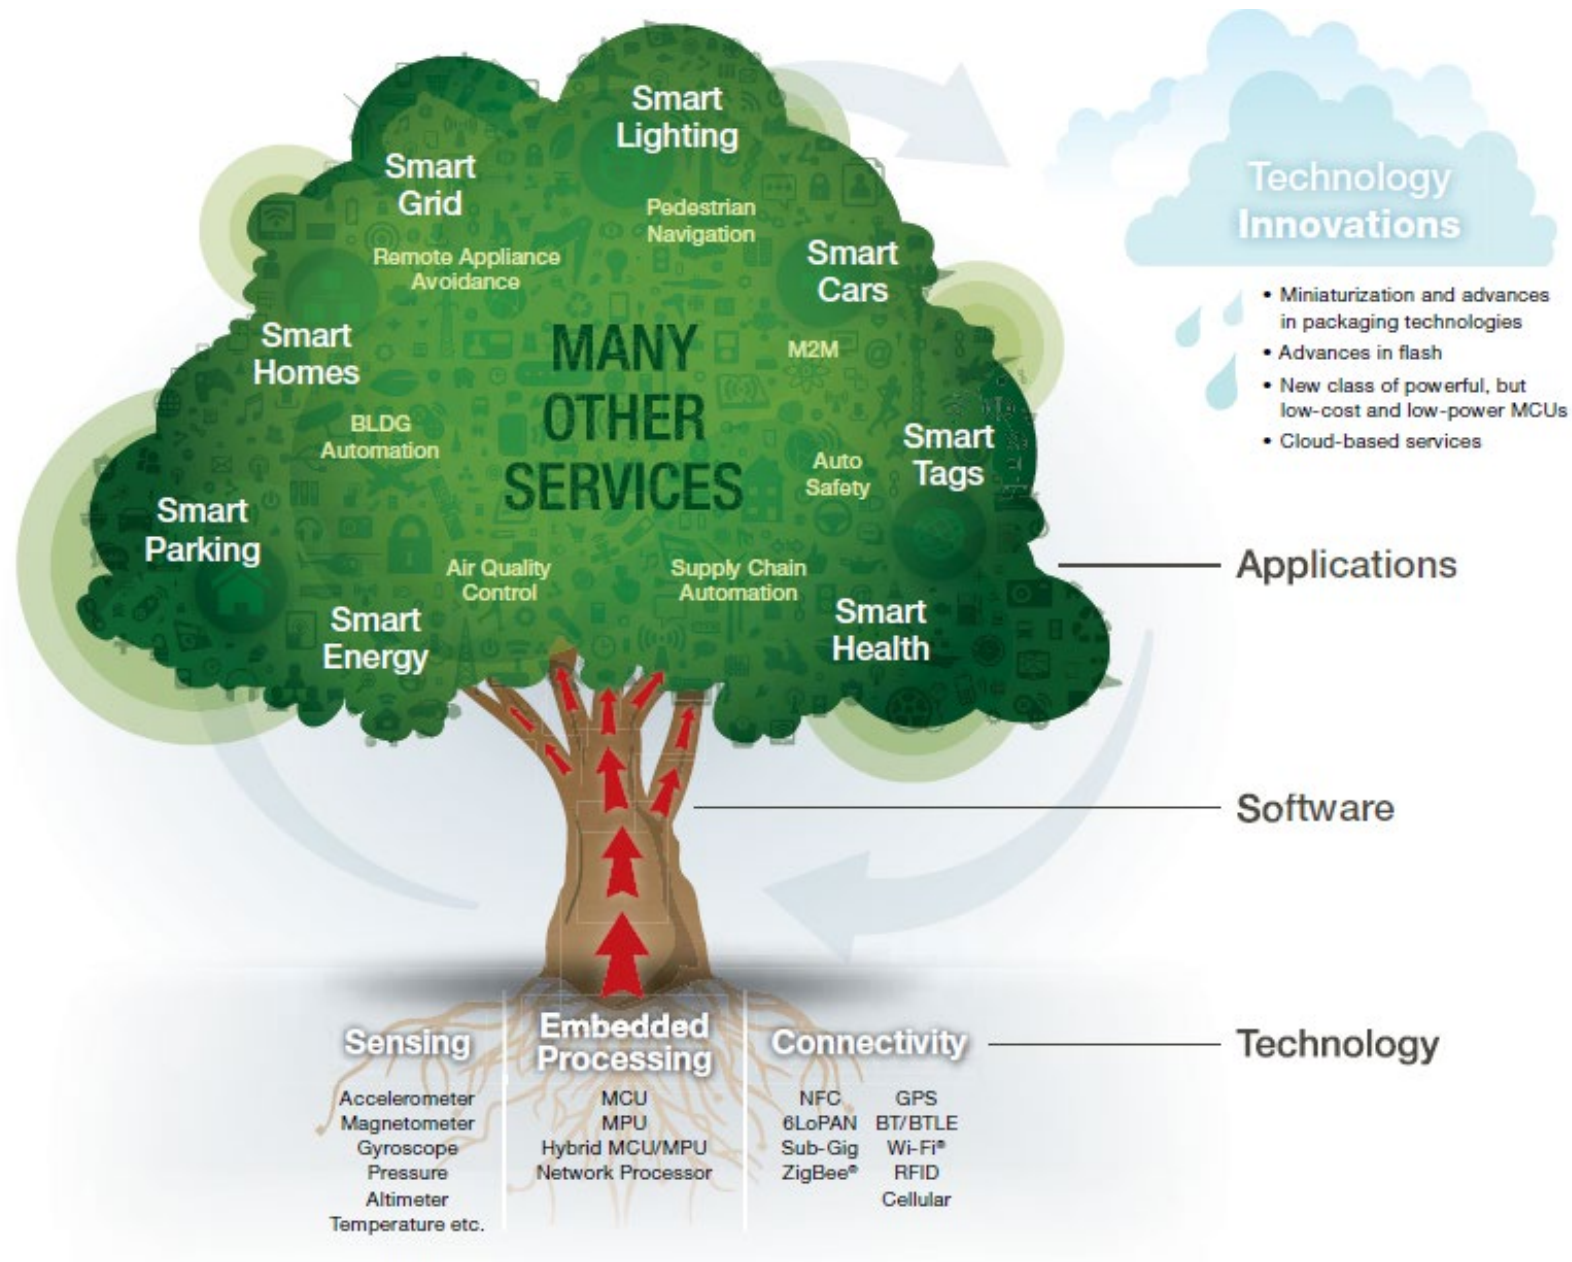 Smart
Lighting
Smart
Grid
Pedestrian
Navigation
Remote Appliance
Avoidance
Smart
Cars
Smart
Homes
MANY
OTHER
SERVICES
M2M
BLDG
Automation
Smart
Tags
Auto
Safety
Smart
Parking
Air Quality
Control
Supply Chain
Automation
Smart
Energy
Smart
Health
Technology
Innovations
• Miniaturization and advances
in packaging technologies
• Advances in flash
• New class of powerful, but
low-cost and low-power MCUs
• Cloud-based services
Applications
Software
Technology
Sensing
Accelerometer
Magnetometer
Gyroscope
Pressure
Altimeter
Temperature etc.
Embedded
Processing
MCU
MPU
Hybrid MCU/MPU
Network Processor
Connectivity
NFC GPS
6LoPAN BT/BTLE
Sub-Gig Wi-Fi®
ZigBee® RFID
Cellular